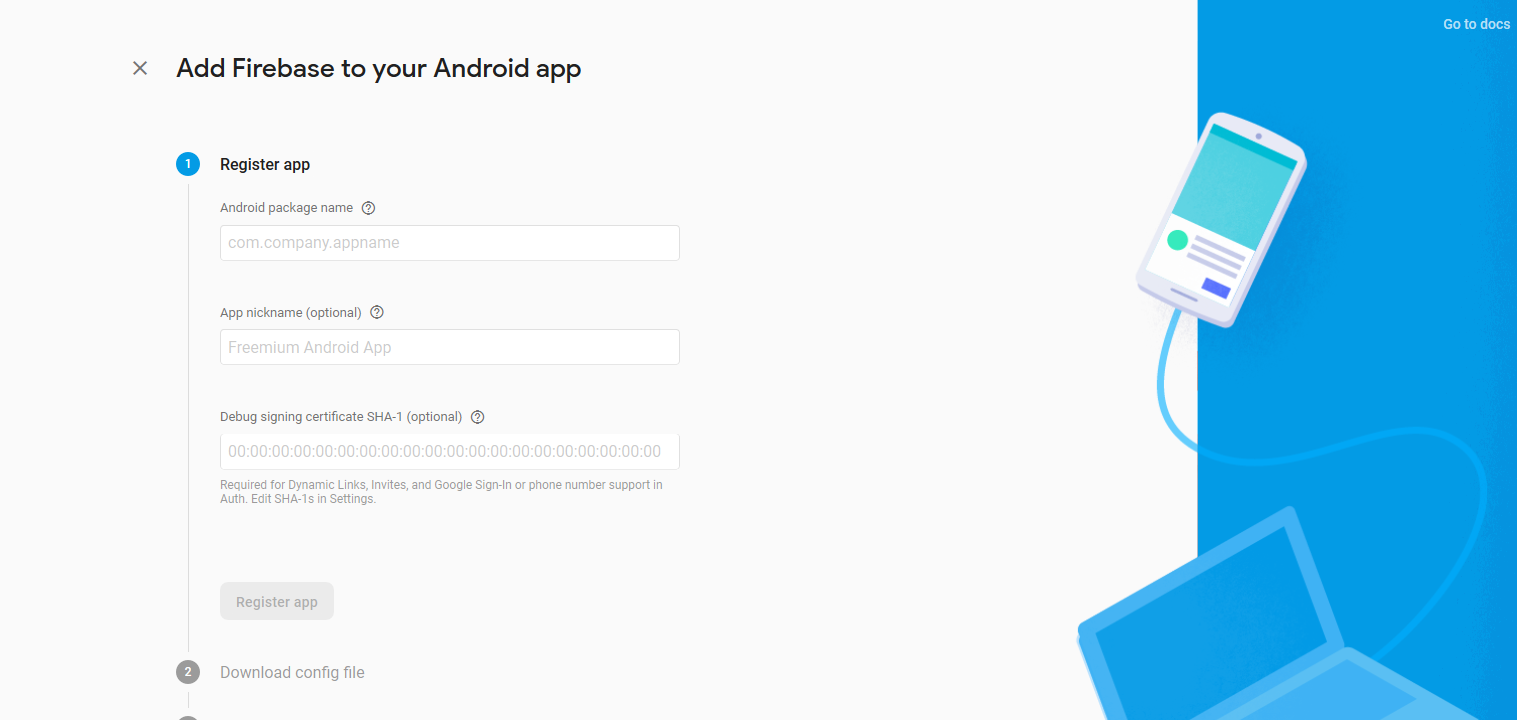 Go to docs
Add Firebase to your Android app
1
Register app
Android package name
com.company.appname
App nickname (optional)
Freemium Android App
Debug signing certificate SHA-1 (optional)
00:00:00:00:00:00:00:00:00:00:00:00:00:00:00:00:00:00:00:00
Required for Dynamic Links, Invites, and Google Sign-In or phone number support in
Auth. Edit SHA-1s in Settings.
Register app
2
Download config file